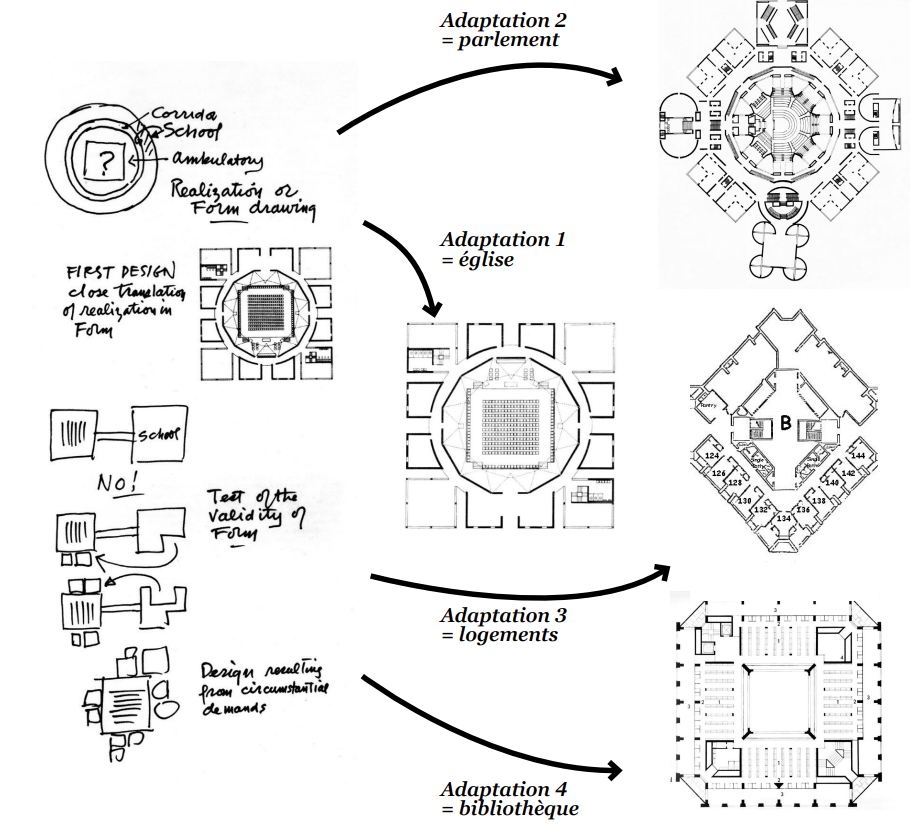 Adaptation 2
= parlement
Corridor
School
Ambulatory
Realization or
Form drawing
Adaptation 1
= église
FIRST DESIGN
close translation
of realization in
Form
School
NO!
Test of the
validity of
Form
Pantry
B
124
126
128
130
132
134
136
138
140
142
144
Adaptation 3
= logements
Design resulting
from circumstantial
demands
Adaptation 4
= bibliothèque
?